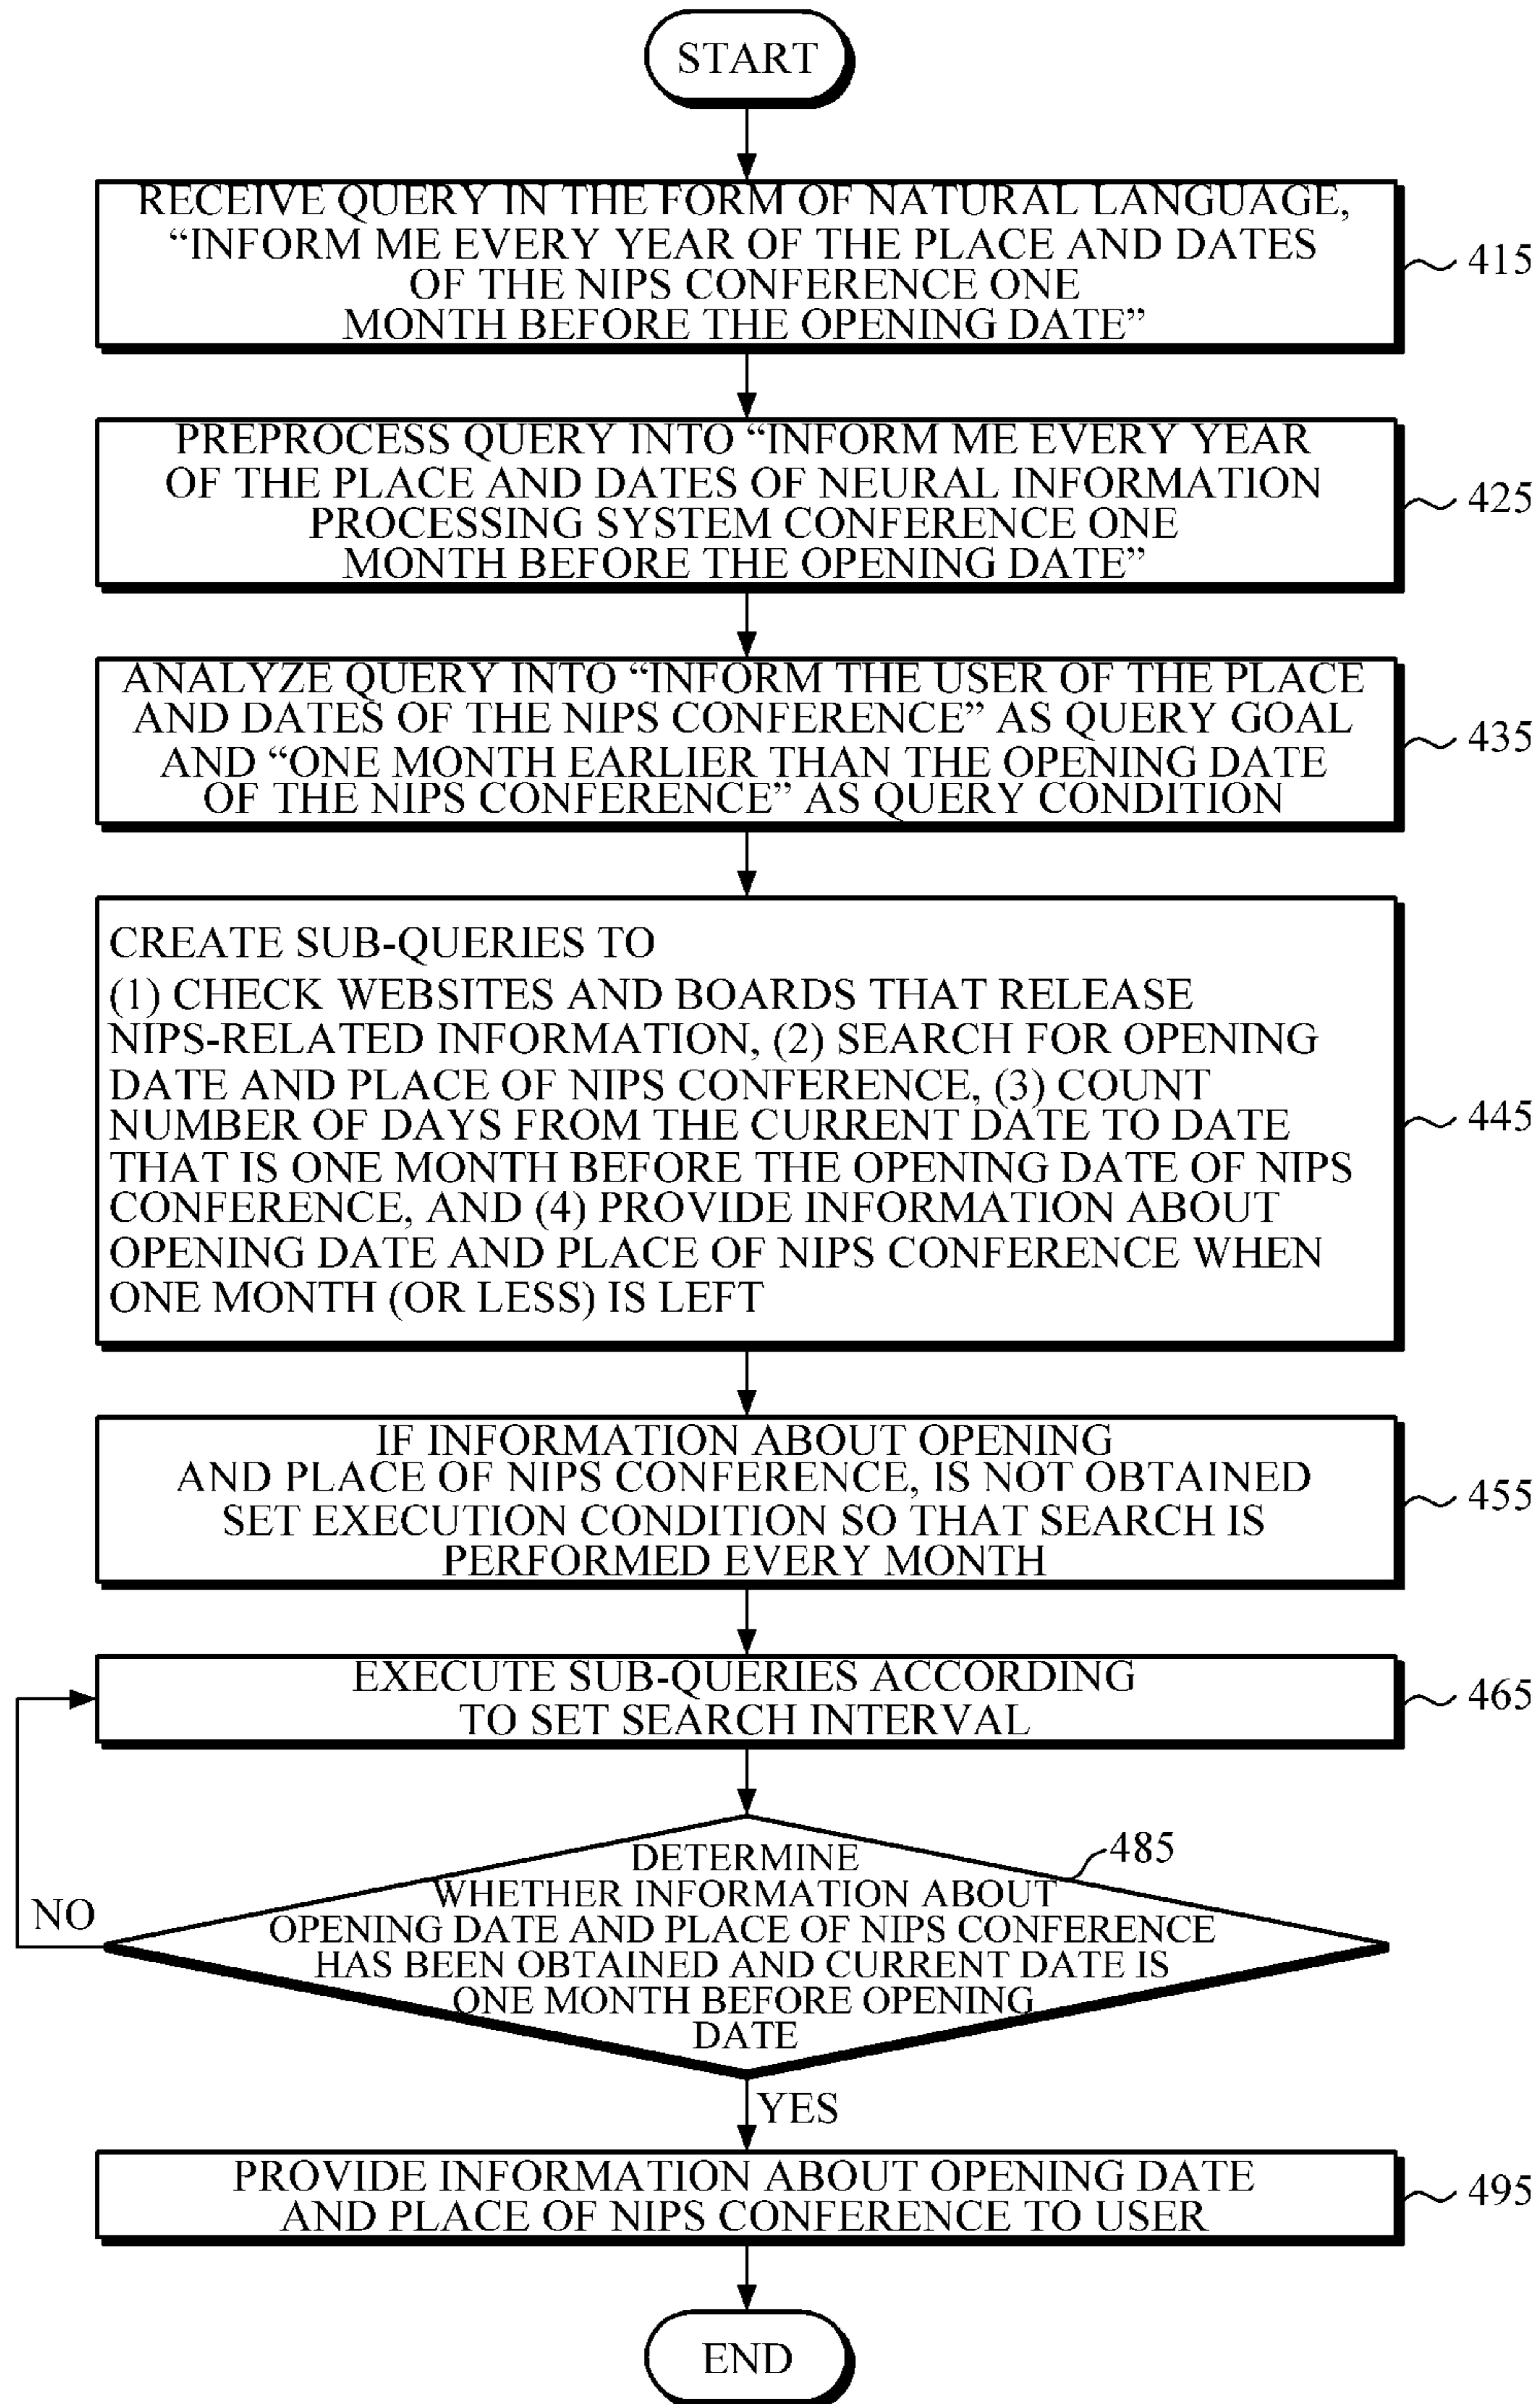 START
RECEIVE QUERY IN THE FORM OF NATURAL LANGUAGE,
“INFORM ME EVERY YEAR OF THE PLACE AND DATES
OF THE NIPS CONFERENCE ONE
MONTH BEFORE THE OPENING DATE”
415
PREPROCESS QUERY INTO “INFORM ME EVERY YEAR
OF THE PLACE AND DATES OF NEURAL INFORMATION
PROCESSING SYSTEM CONFERENCE ONE
MONTH BEFORE THE OPENING DATE”
425
ANALYZE QUERY INTO “INFORM THE USER OF THE PLACE
AND DATES OF THE NIPS CONFERENCE” AS QUERY GOAL
AND “ONE MONTH EARLIER THAN THE OPENING DATE
OF THE NIPS CONFERENCE” AS QUERY CONDITION
435
CREATE SUB-QUERIES TO
(1) CHECK WEBSITES AND BOARDS THAT RELEASE
NIPS-RELATED INFORMATION, (2) SEARCH FOR OPENING
DATE AND PLACE OF NIPS CONFERENCE, (3) COUNT
NUMBER OF DAYS FROM THE CURRENT DATE TO DATE
THAT IS ONE MONTH BEFORE THE OPENING DATE OF NIPS
CONFERENCE, AND (4) PROVIDE INFORMATION ABOUT
OPENING DATE AND PLACE OF NIPS CONFERENCE WHEN
ONE MONTH (OR LESS) IS LEFT
445
IF INFORMATION ABOUT OPENING
AND PLACE OF NIPS CONFERENCE, IS NOT OBTAINED
SET EXECUTION CONDITION SO THAT SEARCH IS
PERFORMED EVERY MONTH
455
EXECUTE SUB-QUERIES ACCORDING
TO SET SEARCH INTERVAL
465
DETERMINE
WHETHER INFORMATION ABOUT
OPENING DATE AND PLACE OF NIPS CONFERENCE
HAS BEEN OBTAINED AND CURRENT DATE IS
ONE MONTH BEFORE OPENING
DATE
485
NO
YES
PROVIDE INFORMATION ABOUT OPENING DATE
AND PLACE OF NIPS CONFERENCE TO USER
495
END